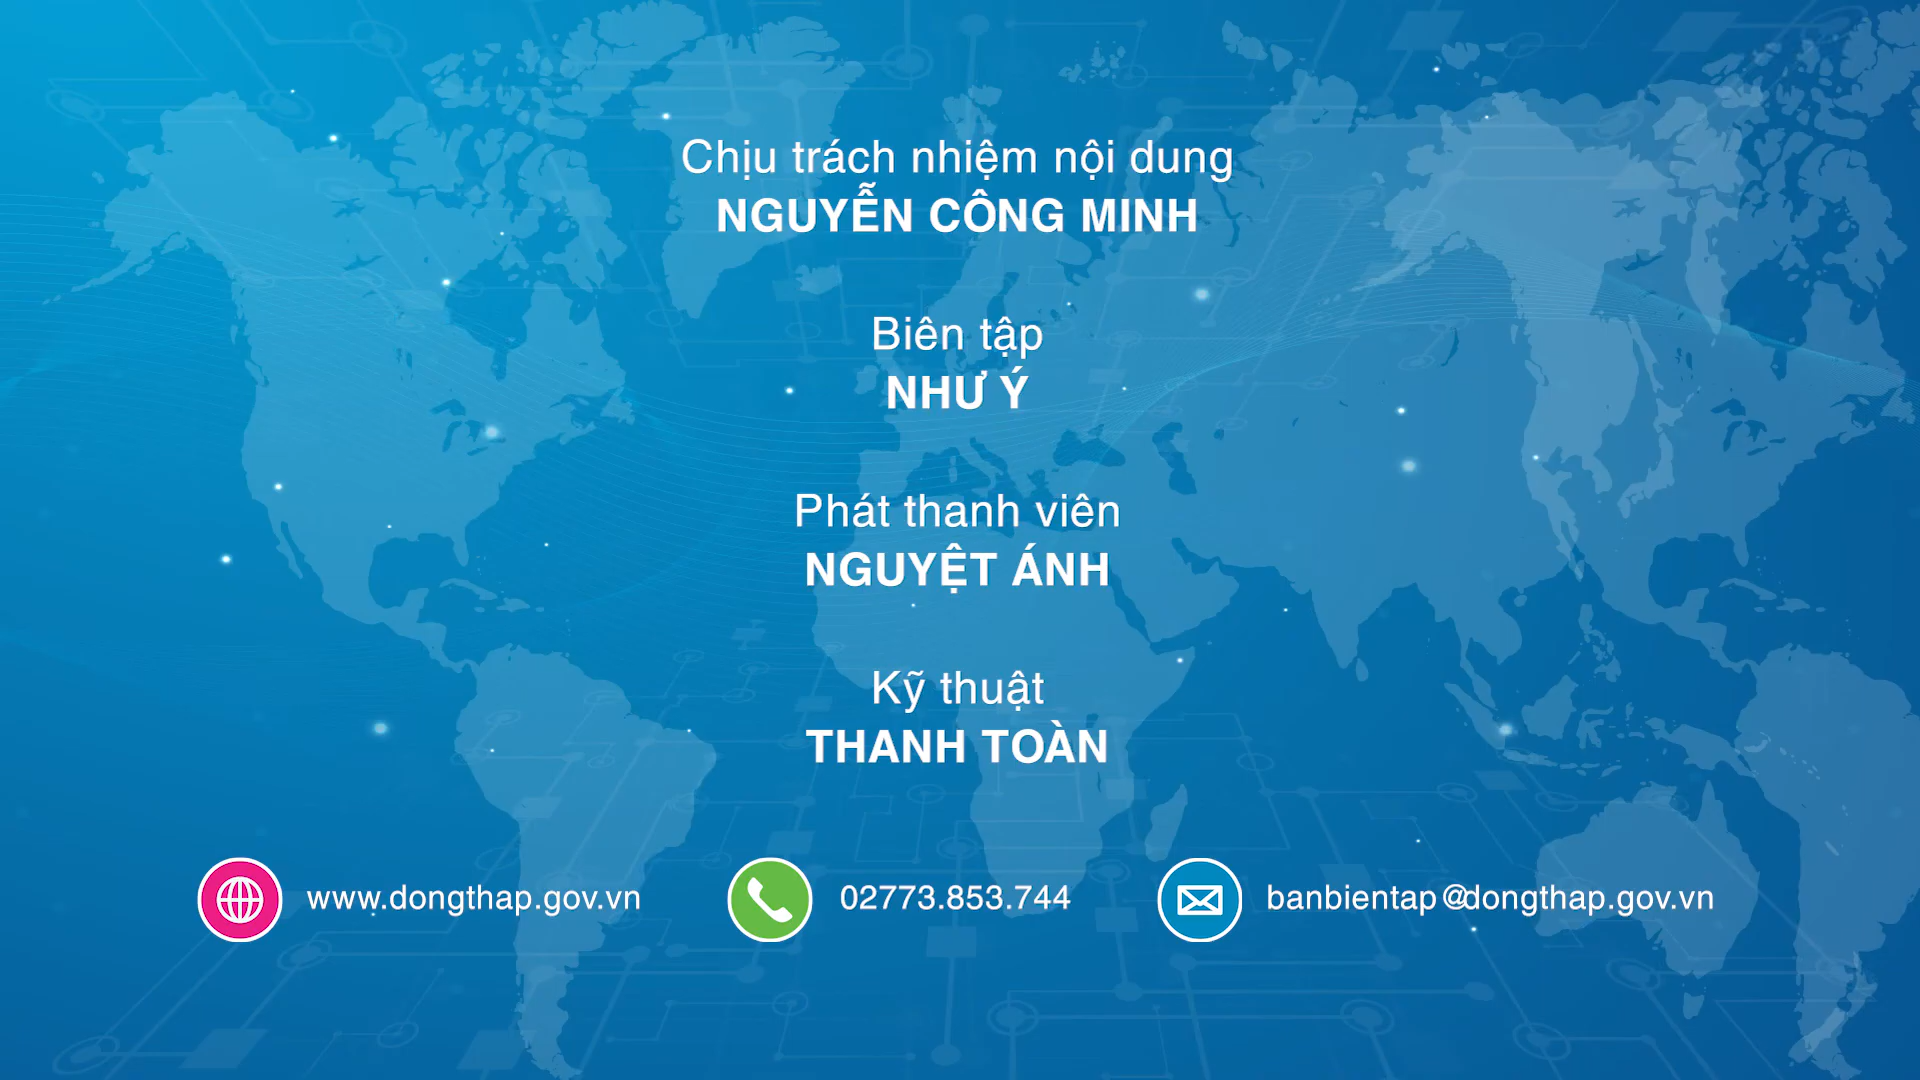 Chịu trách nhiệm nội dung
NGUYỄN CÔNG MINH
Biên tập
NHƯ Ý
Phát thanh viên
NGUYỆT ÁNH
Kỹ thuật
THANH TOÀN
www.dongthap.gov.vn
02773.853.744
banbientap@dongthap.gov.vn